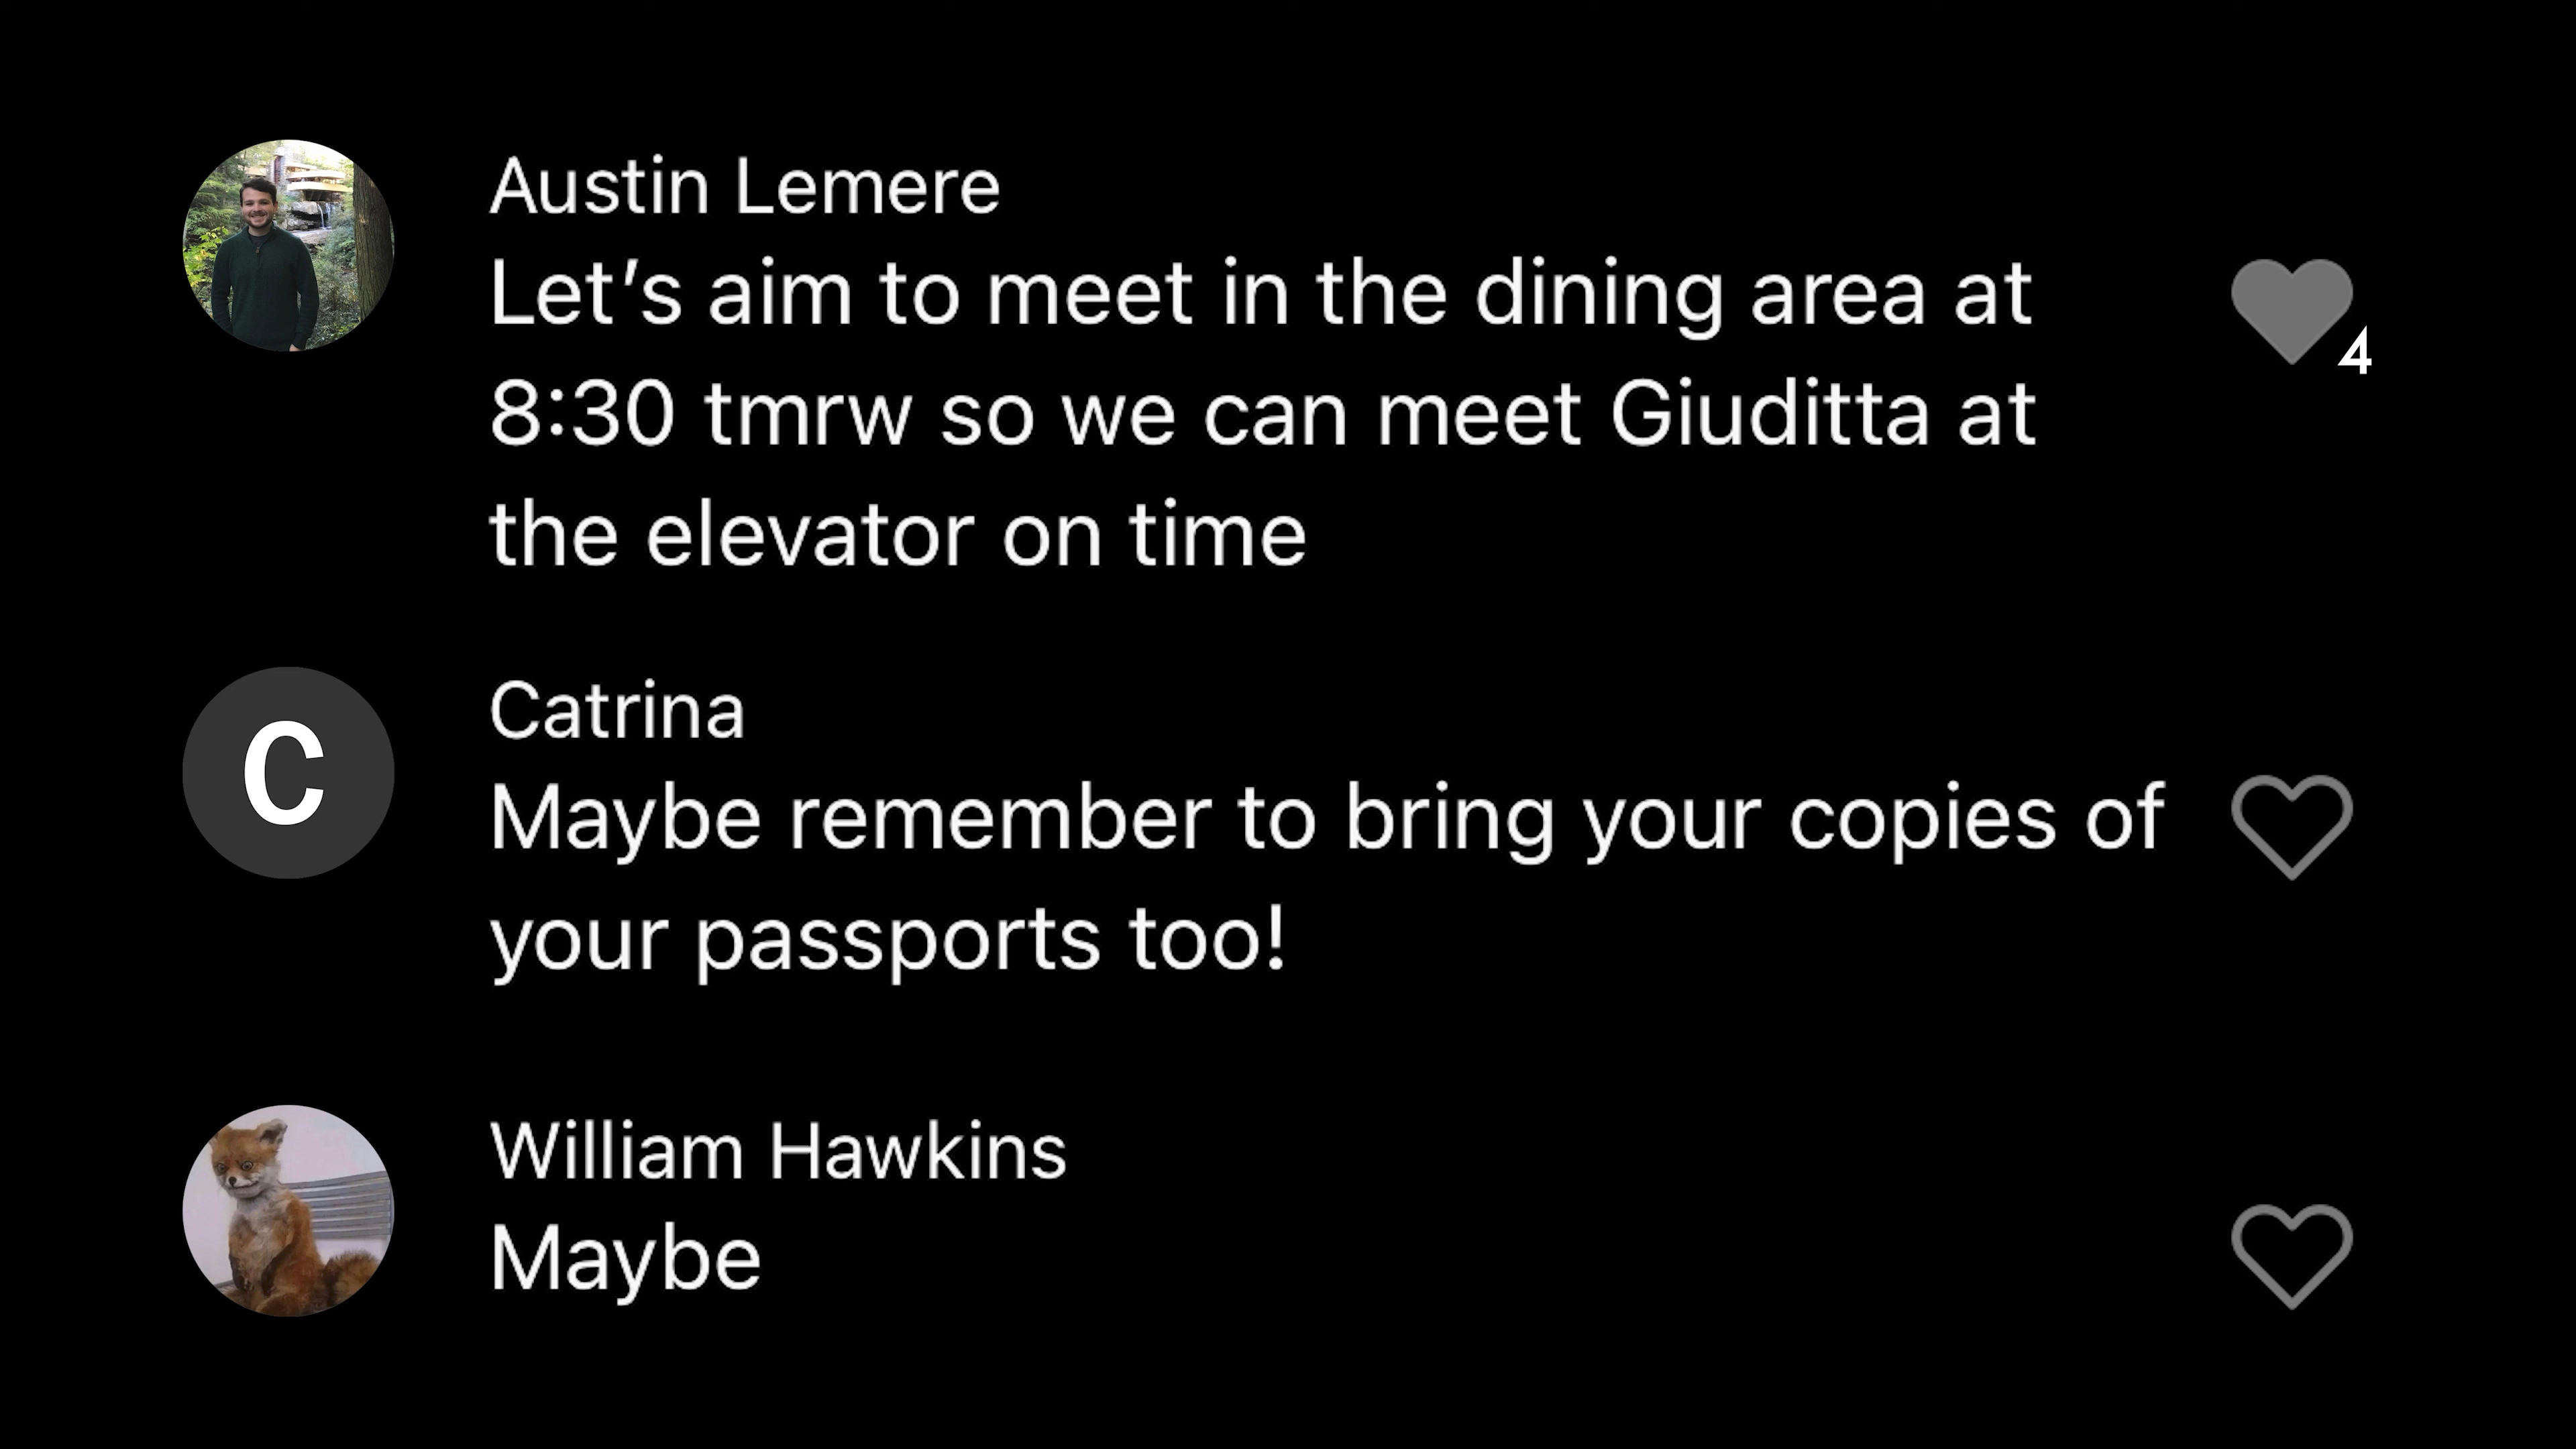 Austin Lemere
Let’s aim to meet in the dining area at
4
8:30 tmrw so we can meet Giuditta at
the elevator on time
C
Catrina
Maybe remember to bring your copies of
your passports too!
William Hawkins
Maybe